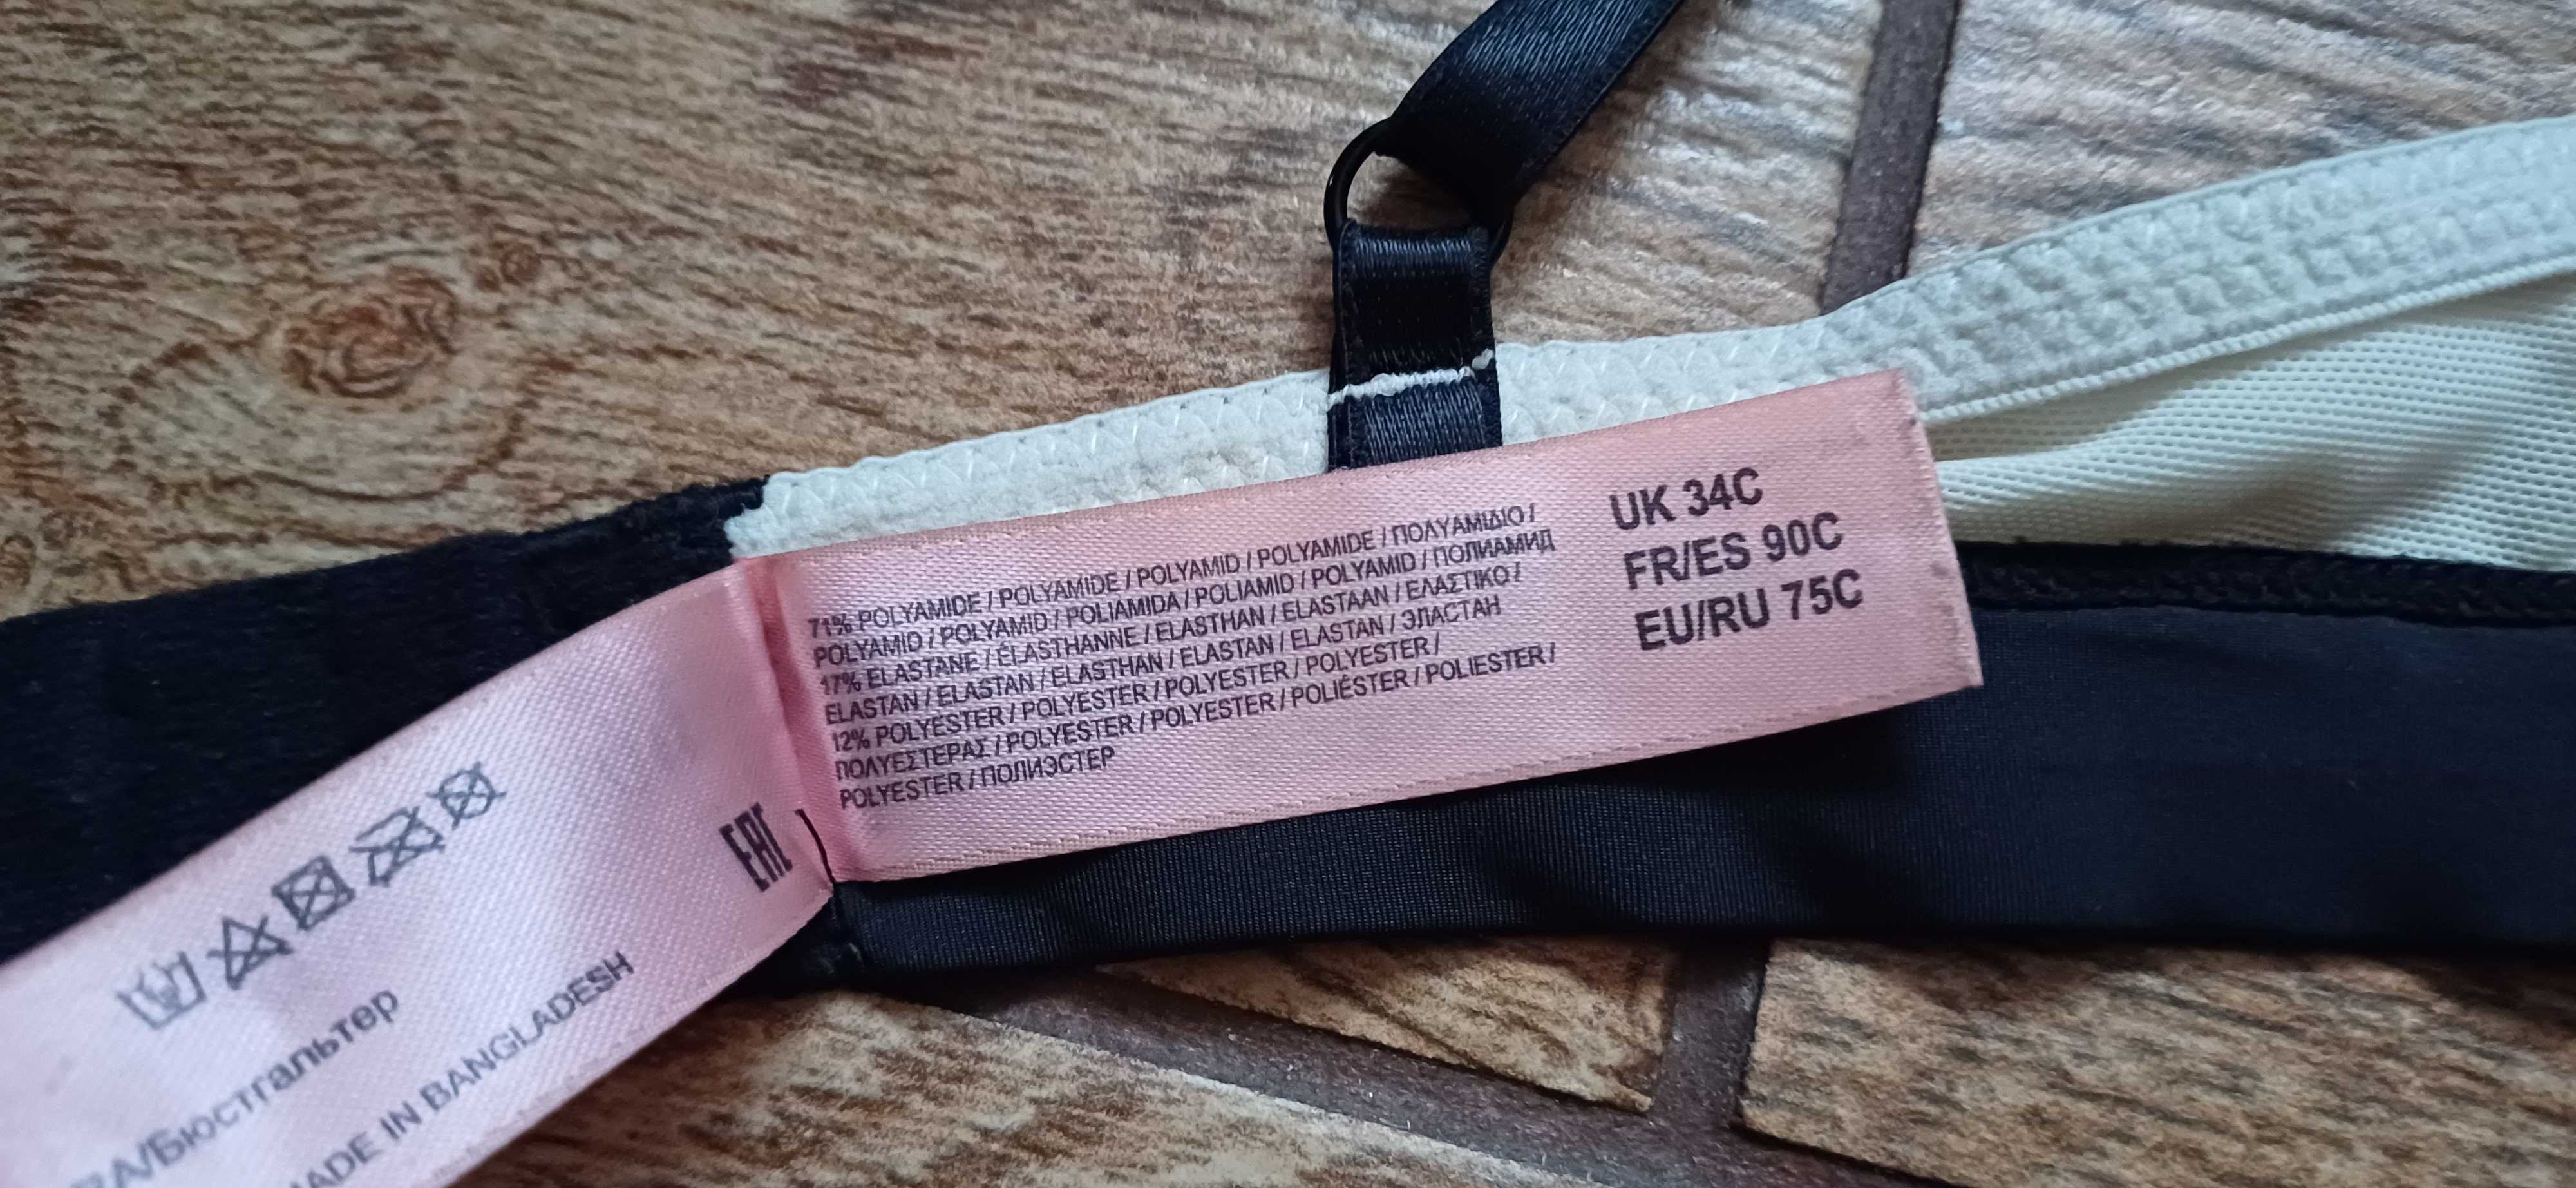 71% POLYAMIDE / POLYAMIDE / POLYAMID / POLYAMIDE / ΠΟΛΥΑΜΙΔΙΟ /
POLYAMID / POLYAMID / POLIAMIDA / POLIAMID / POLYAMID / ПОЛИАМИД
17% ELASTANE / ÉLASTHANNE / ELASTHAN / ELASTAAN / ΕΛΑΣΤΙΚΟ /
ELASTAN / ELASTAN / ELASTHAN / ELASTAN / ELASTAN / ЭЛАСТАН
12% POLYESTER / POLYESTER / POLYESTER / POLYESTER /
ΠΟΛΥΕΣΤΕΡΑΣ / POLYESTER / POLYESTER / POLIÉSTER / POLIESTER /
POLYESTER / ПОЛИЭСТЕР
UK 34C
FR/ES 90C
EU/RU 75C
EAC
BRA/Бюстгальтер
MADE IN BANGLADESH